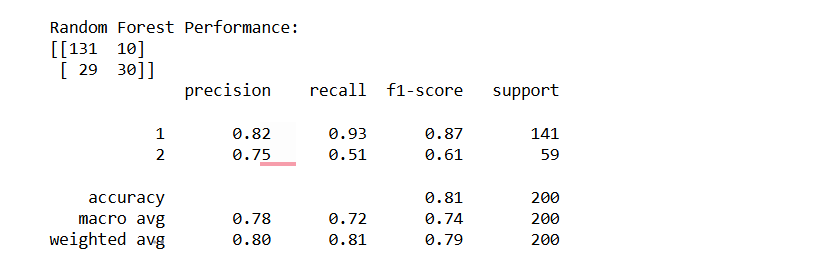 Random Forest Performance:
[[131  10]
 [ 29  30]]
              precision    recall  f1-score   support

           1       0.82      0.93      0.87       141
           2       0.75      0.51      0.61        59

    accuracy                           0.81       200
   macro avg       0.78      0.72      0.74       200
weighted avg       0.80      0.81      0.79       200